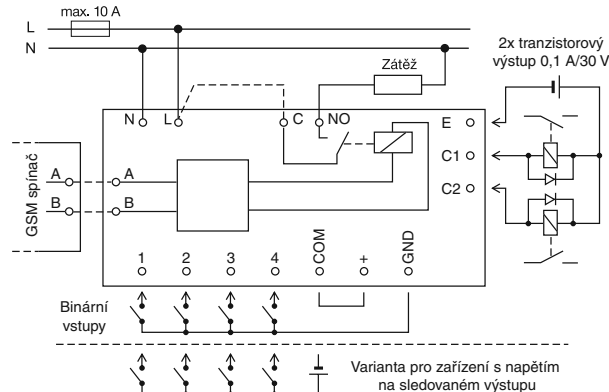 max. 10 A
L
N
Zátěž
2x tranzistorový
výstup 0,1 A/30 V
N L C NO E
C1
C2
GSM spínač
A A
B B
1 2 3 4 COM + GND
Binární
vstupy
Varianta pro zařízení s napětím
na sledovaném výstupu